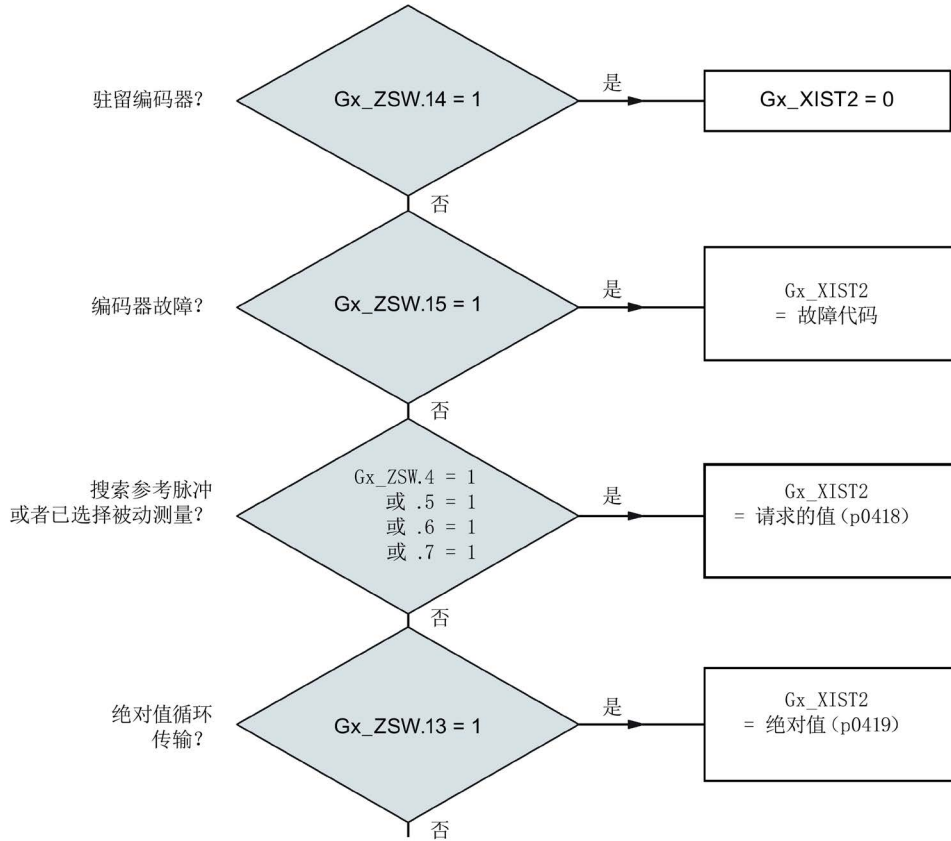 驻留编码器?
Gx_ZSW.14 = 1
是
Gx_XIST2 = 0
否
编码器故障?
Gx_ZSW.15 = 1
是
Gx_XIST2
= 故障代码
否
搜索参考脉冲
或者已选择被动测量?
Gx_ZSW.4 = 1
或 .5 = 1
或 .6 = 1
或 .7 = 1
是
Gx_XIST2
= 请求的值(p0418)
否
绝对值循环
传输?
Gx_ZSW.13 = 1
是
Gx_XIST2
= 绝对值(p0419)
否